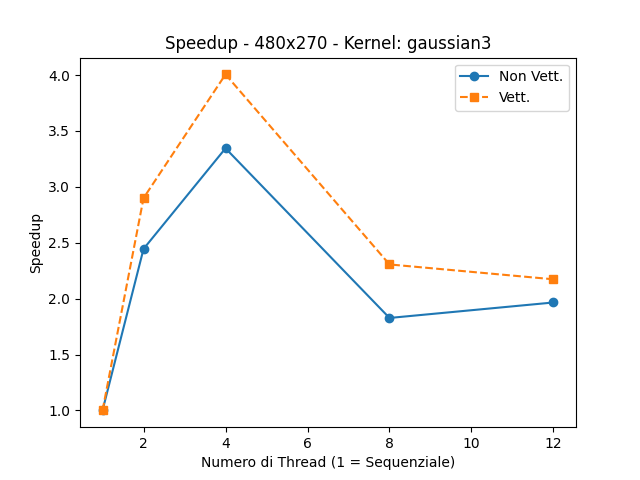 Speedup - 480x270 - Kernel: gaussian3
Non Vett.
Vett.
4.0
3.5
3.0
2.5
2.0
1.5
1.0
Speedup
2 4 6 8 10 12
Numero di Thread (1 = Sequenziale)